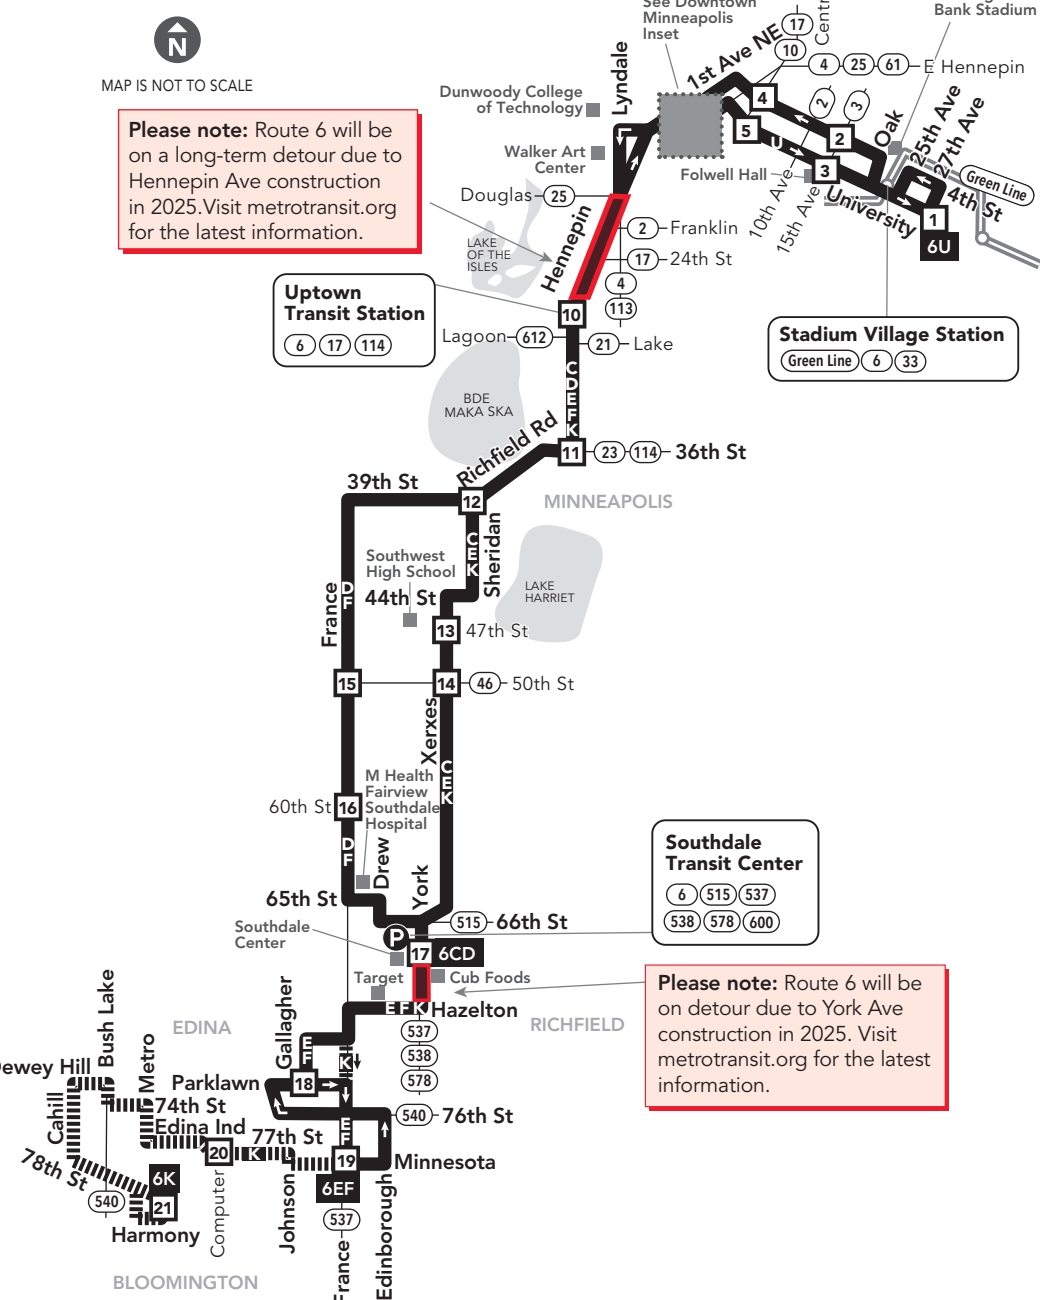 See Downtown
Minneapolis
Inset
Bank Stadium
N
MAP IS NOT TO SCALE
Please note: Route 6 will be
on a long-term detour due to
Hennepin Ave construction
in 2025.Visit metrotransit.org
for the latest information.
Dunwoody College
of Technology
Walker Art
Center
Lyndale
1st Ave NE
17
10
4 25 61 E Hennepin
2
3
4
5
2
3
U
Folwell Hall
10th Ave
15th Ave
University
Oak
25th Ave
27th Ave
4th St
Green Line
1
6U
Douglas 25
Hennepin
2 Franklin
17 24th St
4
113
LAKE
OF THE
ISLES
Uptown
Transit Station
6 17 114
10
Lagoon 612
21 Lake
Stadium Village Station
Green Line 6 33
BDE
MAKA SKA
C
D
E
F
K
Richfield Rd
11 23 114 36th St
MINNEAPOLIS
39th St
12
C
E
K
Sheridan
Southwest
High School
44th St
LAKE
HARRIET
France
D
F
13 47th St
15
14 46 50th St
Xerxes
C
E
K
M Health
Fairview
Southdale
Hospital
60th St 16
D
F
Drew
York
65th St
515 66th St
Southdale
Transit Center
6 515 537
538 578 600
Southdale
Center
P
17 6CD
Target
Cub Foods
E F K Hazelton
RICHFIELD
Please note: Route 6 will be
on detour due to York Ave
construction in 2025. Visit
metrotransit.org for the latest
information.
537
538
578
EDINA
Gallagher
E
F
K
Bush Lake
Metro
Dewey Hill
Parklawn 18
Cahill
74th St
540 76th St
Edina Ind
77th St
E
F
20
K
19 Minnesota
78th St
6K
6EF
540
21
537
Harmony
Computer
Johnson
France
Edinborough
BLOOMINGTON